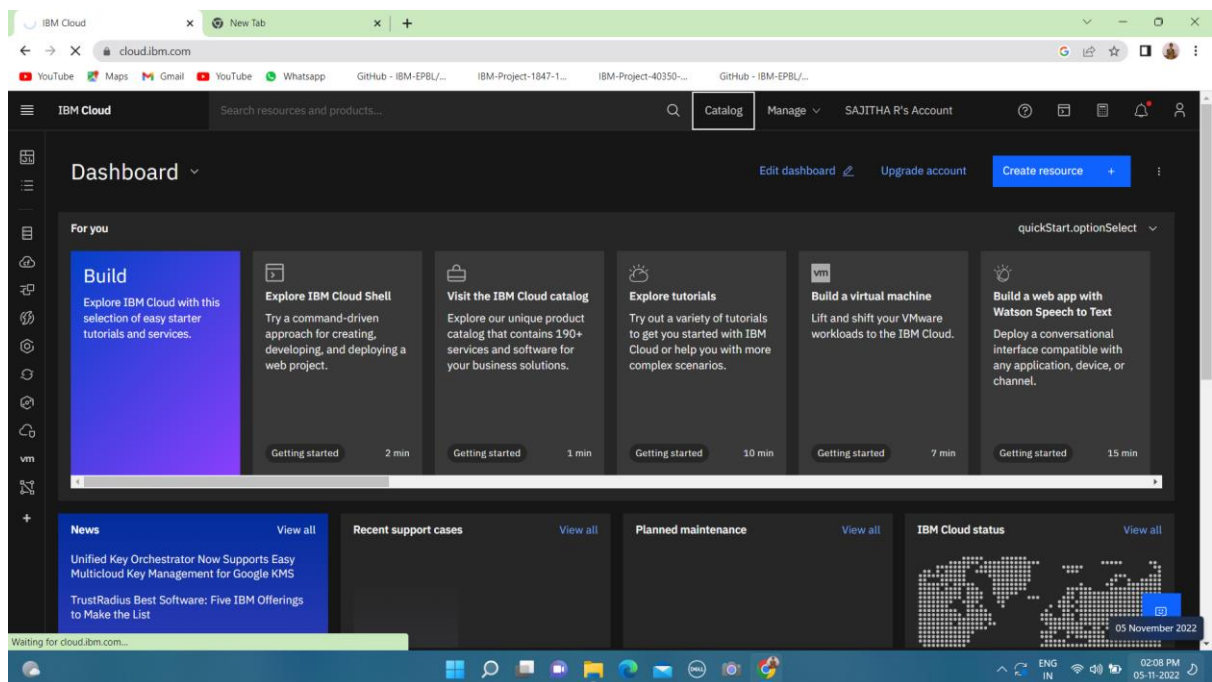 IBM Cloud
New Tab
cloud.ibm.com
YouTube Maps Gmail YouTube Whatsapp GitHub - IBM-EPBL/... IBM-Project-1847-1... IBM-Project-40350-... GitHub - IBM-EPBL/...
IBM Cloud Search resources and products... Catalog Manage SAJITHA R's Account
Dashboard Edit dashboard Upgrade account Create resource +
For you quickStart.optionSelect
Build
Explore IBM Cloud with this
selection of easy starter
tutorials and services.
Explore IBM Cloud Shell
Try a command-driven
approach for creating,
developing, and deploying a
web project.
Getting started 2 min
Visit the IBM Cloud catalog
Explore our unique product
catalog that contains 190+
services and software for
your business solutions.
Getting started 1 min
Explore tutorials
Try out a variety of tutorials
to get you started with IBM
Cloud or help you with more
complex scenarios.
Getting started 10 min
vm
Build a virtual machine
Lift and shift your VMware
workloads to the IBM Cloud.
Getting started 7 min
Build a web app with
Watson Speech to Text
Deploy a conversational
interface compatible with
any application, device, or
channel.
Getting started 15 min
vm
News View all
Unified Key Orchestrator Now Supports Easy
Multicloud Key Management for Google KMS
TrustRadius Best Software: Five IBM Offerings
to Make the List
Recent support cases View all
Planned maintenance View all
IBM Cloud status View all
05 November 2022
Waiting for cloud.ibm.com...
DELL
ENG
IN
02:08 PM
05-11-2022